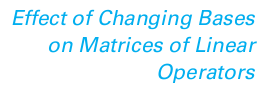 Effect of Changing Bases
on Matrices of Linear
Operators